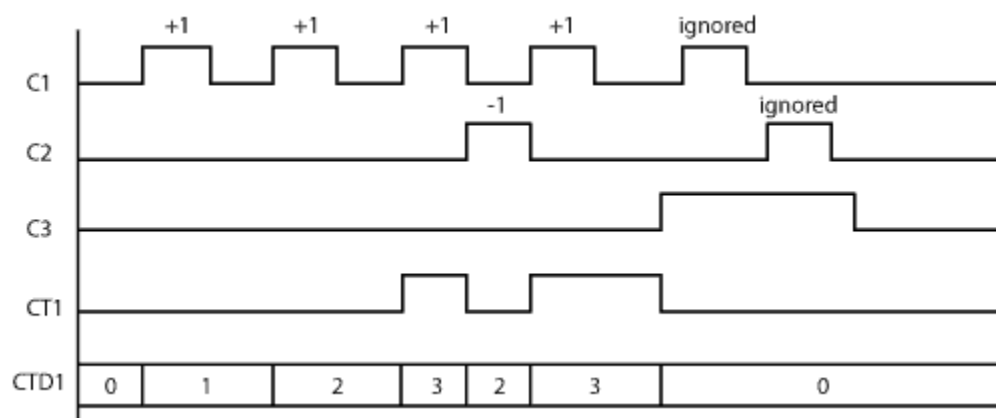 +1 +1 +1 +1 ignored
C1
-1 ignored
C2
C3
CT1
CTD1 0 1 2 3 2 3 0